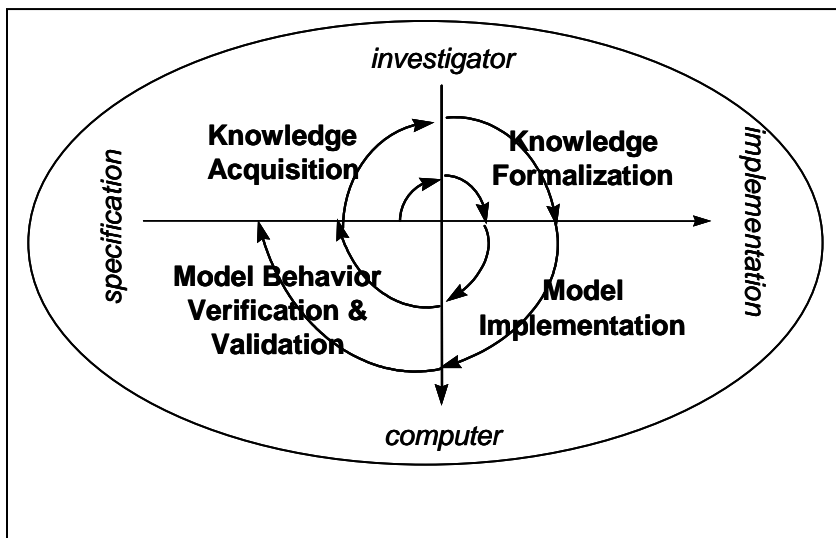 investigator
Knowledge
Acquisition
Knowledge
Formalization
specification
implementation
Model Behavior
Verification &
Validation
Model
Implementation
computer